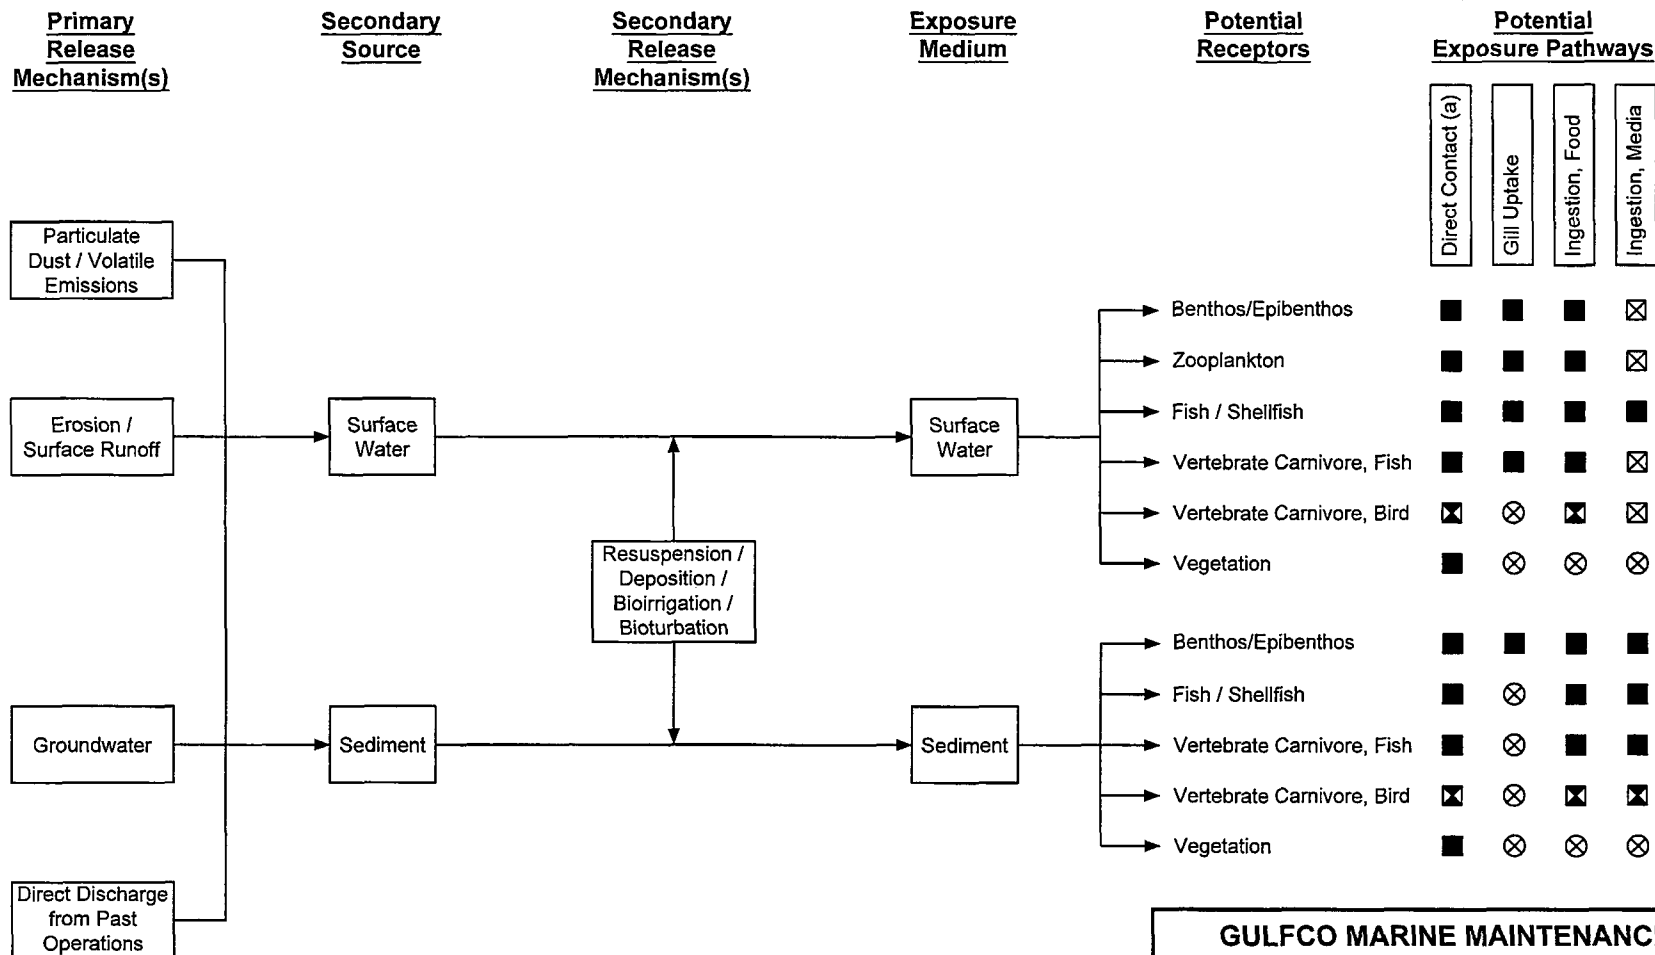 Primary
Release
Mechanism(s)
Secondary
Source
Secondary
Release
Mechanism(s)
Exposure
Medium
Potential
Receptors
Potential
Exposure Pathways
Direct Contact (a)
Gill Uptake
Ingestion, Food
Ingestion, Media
Particulate
Dust / Volatile
Emissions
Erosion /
Surface Runoff
Surface
Water
Surface
Water
Benthos/Epibenthos
Zooplankton
Fish / Shellfish
Vertebrate Carnivore, Fish
Vertebrate Carnivore, Bird
Vegetation
Resuspension /
Deposition /
Bioirrigation /
Bioturbation
Groundwater
Sediment
Sediment
Benthos/Epibenthos
Fish / Shellfish
Vertebrate Carnivore, Fish
Vertebrate Carnivore, Bird
Vegetation
Direct Discharge
from Past
Operations
GULFCO MARINE MAINTENANC